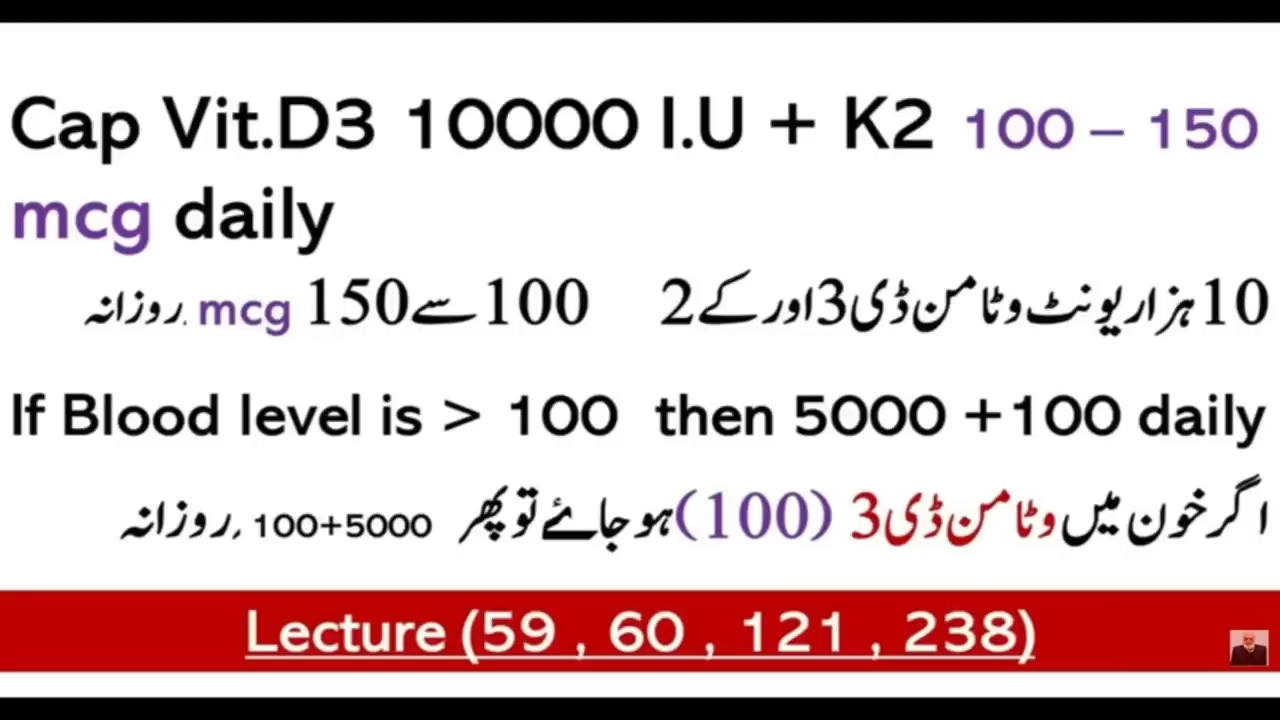 Cap Vit.D3 10000 I.U + K2 100 – 150
mcg daily
10 ہزار یونٹ وٹامن ڈی 3 اور کے 2 100 سے 150 mcg روزانہ
If Blood level is > 100 then 5000 +100 daily
اگر خون میں وٹامن ڈی 3 (100) ہو جائے تو پھر 100+5000 روزانہ
Lecture (59 , 60 , 121 , 238)